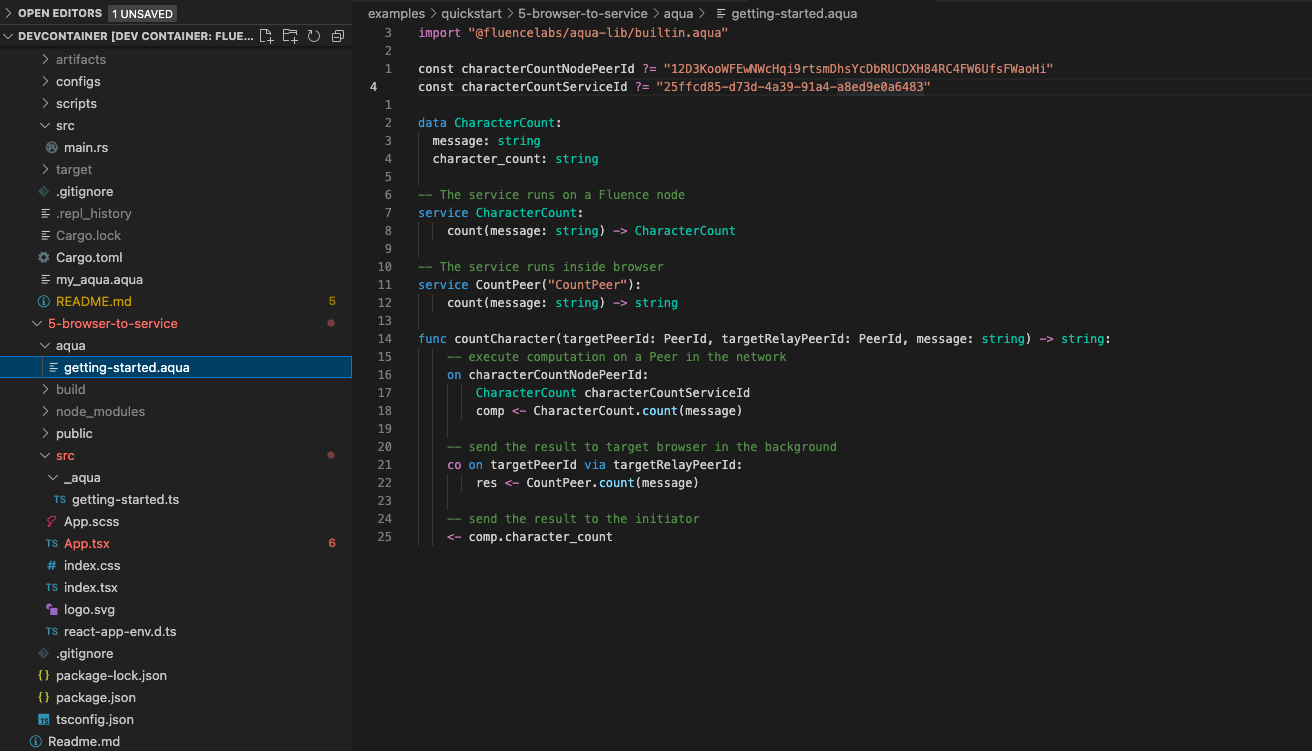 OPEN EDITORS 1 UNSAVED
DEVCONTAINER [DEV CONTAINER: FLUE...
artifacts
configs
scripts
src
main.rs
target
.gitignore
.repl_history
Cargo.lock
Cargo.toml
my_aqua.aqua
README.md 5
5-browser-to-service
aqua
getting-started.aqua
build
node_modules
public
src
_aqua
TS getting-started.ts
App.scss
TS App.tsx 6
# index.css
TS index.tsx
logo.svg
TS react-app-env.d.ts
.gitignore
{} package-lock.json
{} package.json
TS tsconfig.json
Readme.md
examples > quickstart > 5-browser-to-service > aqua > getting-started.aqua
3 import "@fluencelabs/aqua-lib/builtin.aqua"
2
1 const characterCountNodePeerId ?= "12D3KooWFEwNWcHqi9rtsmDhsYcDbRUCDXH84RC4FW6UfsFWaoHi"
4 const characterCountServiceId ?= "25ffcd85-d73d-4a39-91a4-a8ed9e0a6483"
1
2 data CharacterCount:
3 message: string
4 character_count: string
5
6 -- The service runs on a Fluence node
7 service CharacterCount:
8 count(message: string) -> CharacterCount
9
10 -- The service runs inside browser
11 service CountPeer("CountPeer"):
12 count(message: string) -> string
13
14 func countCharacter(targetPeerId: PeerId, targetRelayPeerId: PeerId, message: string) -> string:
15 -- execute computation on a Peer in the network
16 on characterCountNodePeerId:
17 CharacterCount characterCountServiceId
18 comp <- CharacterCount.count(message)
19
20 -- send the result to target browser in the background
21 co on targetPeerId via targetRelayPeerId:
22 res <- CountPeer.count(message)
23
24 -- send the result to the initiator
25 <- comp.character_count